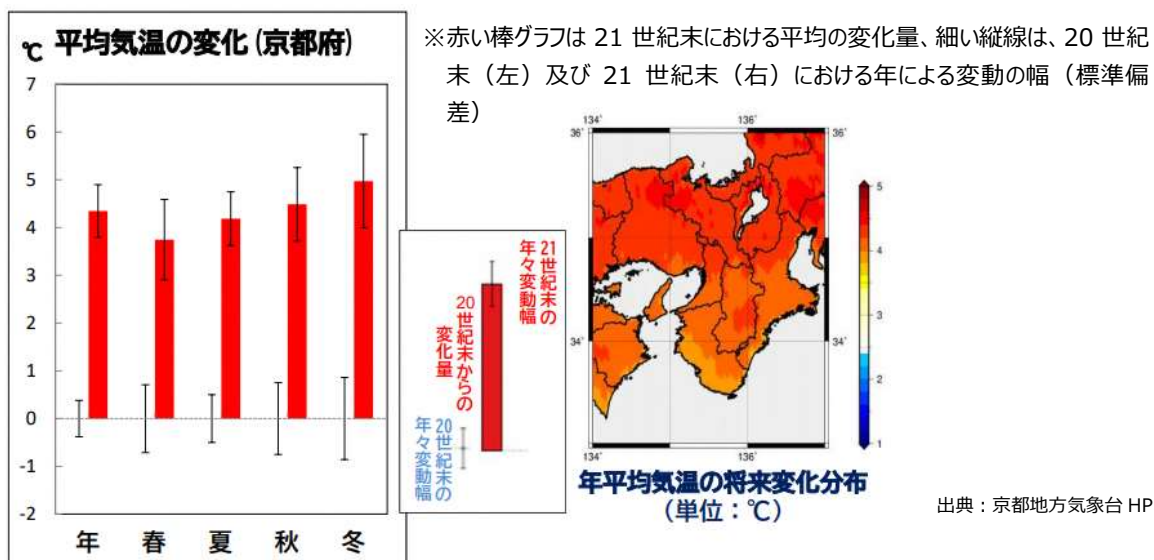 ℃ 平均気温の変化 (京都府)
7
6
5
4
3
2
1
0
-1
-2
年 春 夏 秋 冬
※赤い棒グラフは 21 世紀末における平均の変化量、細い縦線は、20 世紀
末（左）及び 21 世紀末（右）における年による変動の幅（標準偏
差）
21世紀末の
年々変動幅
20世紀末からの
変化量
20世紀末の
年々変動幅
134° 136°
36° 36°
34° 34°
134° 136°
5
4
3
2
1
年平均気温の将来変化分布
（単位：℃）
出典：京都地方気象台 HP